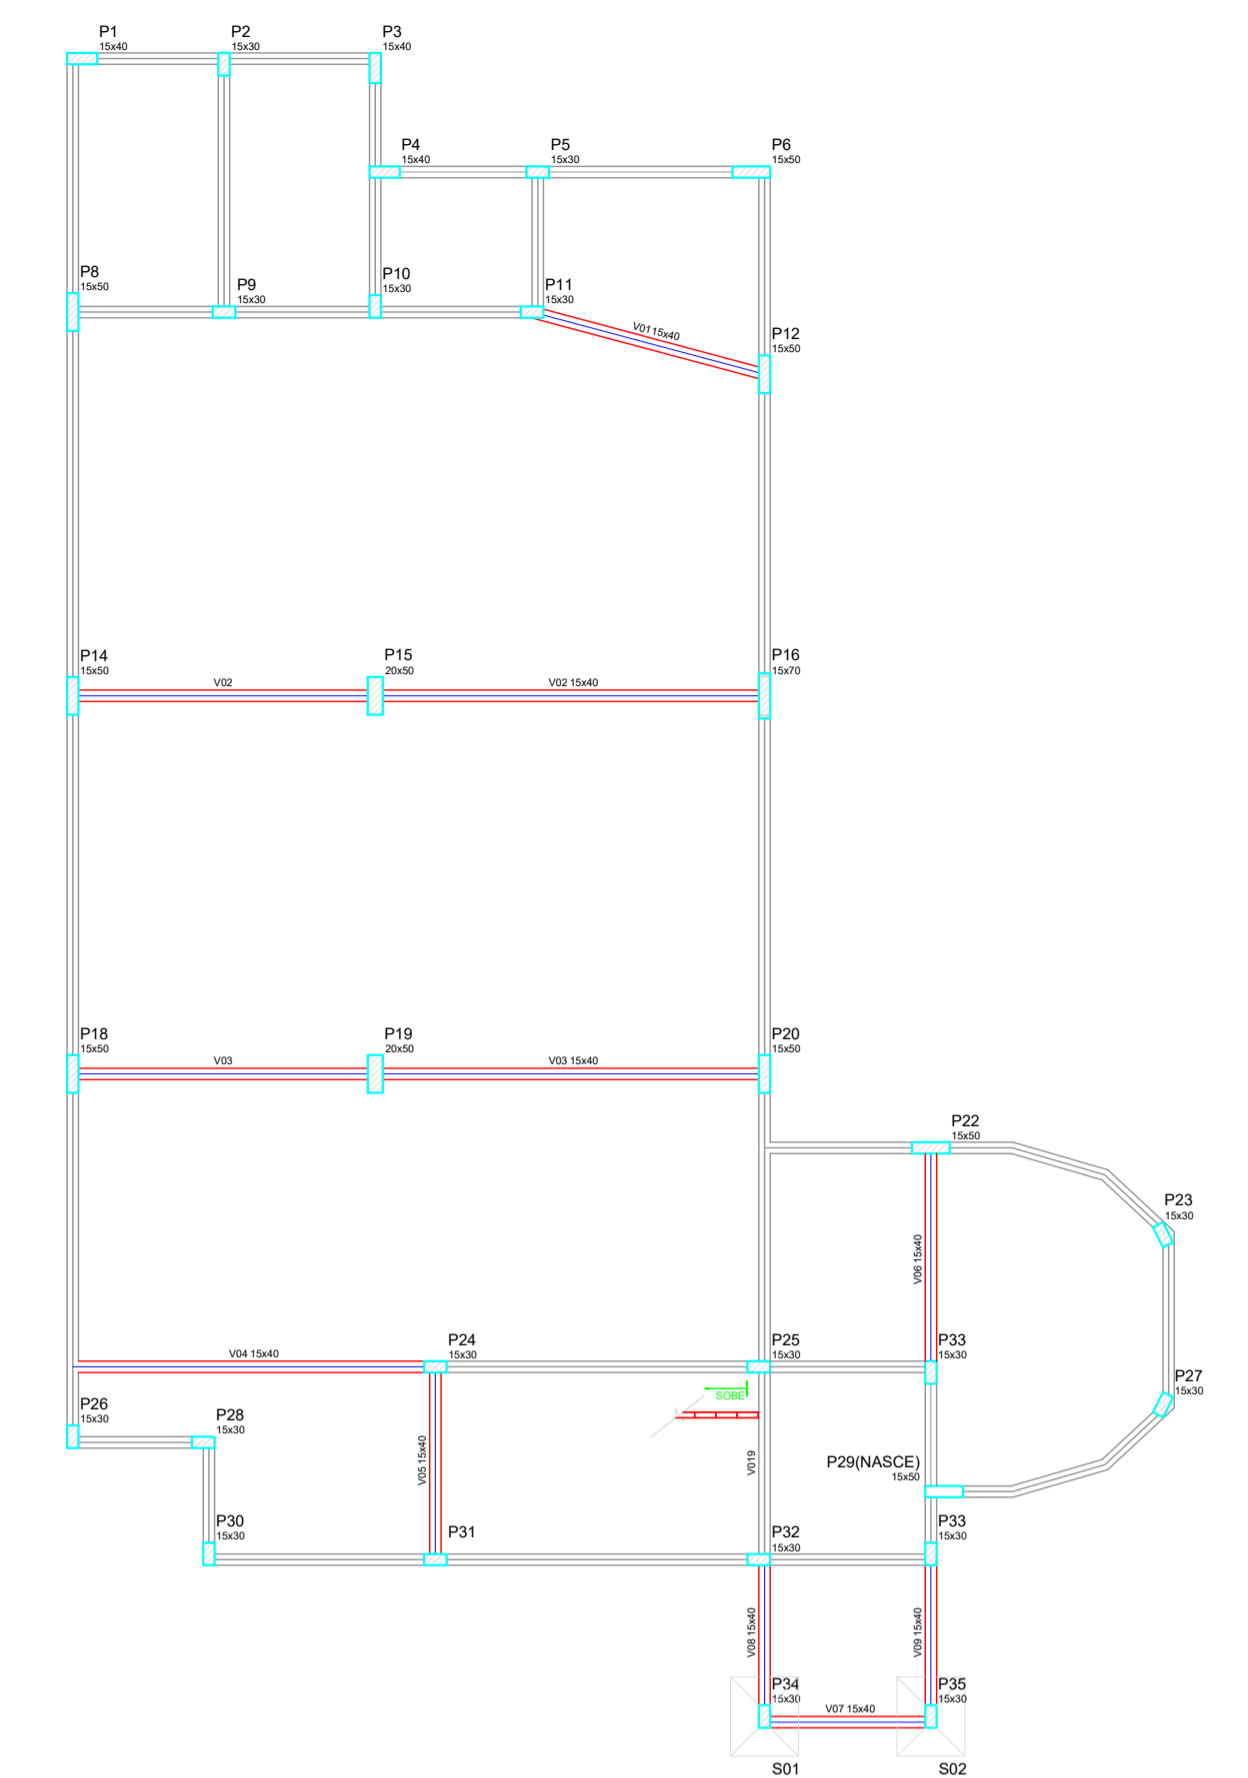 P1
15x40
P2
15x30
P3
15x40
P4
15x40
P5
15x30
P6
15x50
P8
15x50
P9
15x30
P10
15x30
P11
15x30
V0115x40
P12
15x50
P14
15x50
P15
20x50
P16
15x70
V02
V02 15x40
P18
15x50
P19
20x50
P20
15x50
V03
V03 15x40
P22
15x50
P23
15x30
V06 15x40
P24
15x30
P25
15x30
P33
15x30
V04 15x40
P27
15x30
SOBE
P26
15x30
P28
15x30
V05 15x40
V019
P29(NASCE)
15x50
P30
15x30
P31
P32
15x30
P33
15x30
V08 15x40
V09 15x40
P34
15x30
P35
15x30
V07 15x40
S01
S02